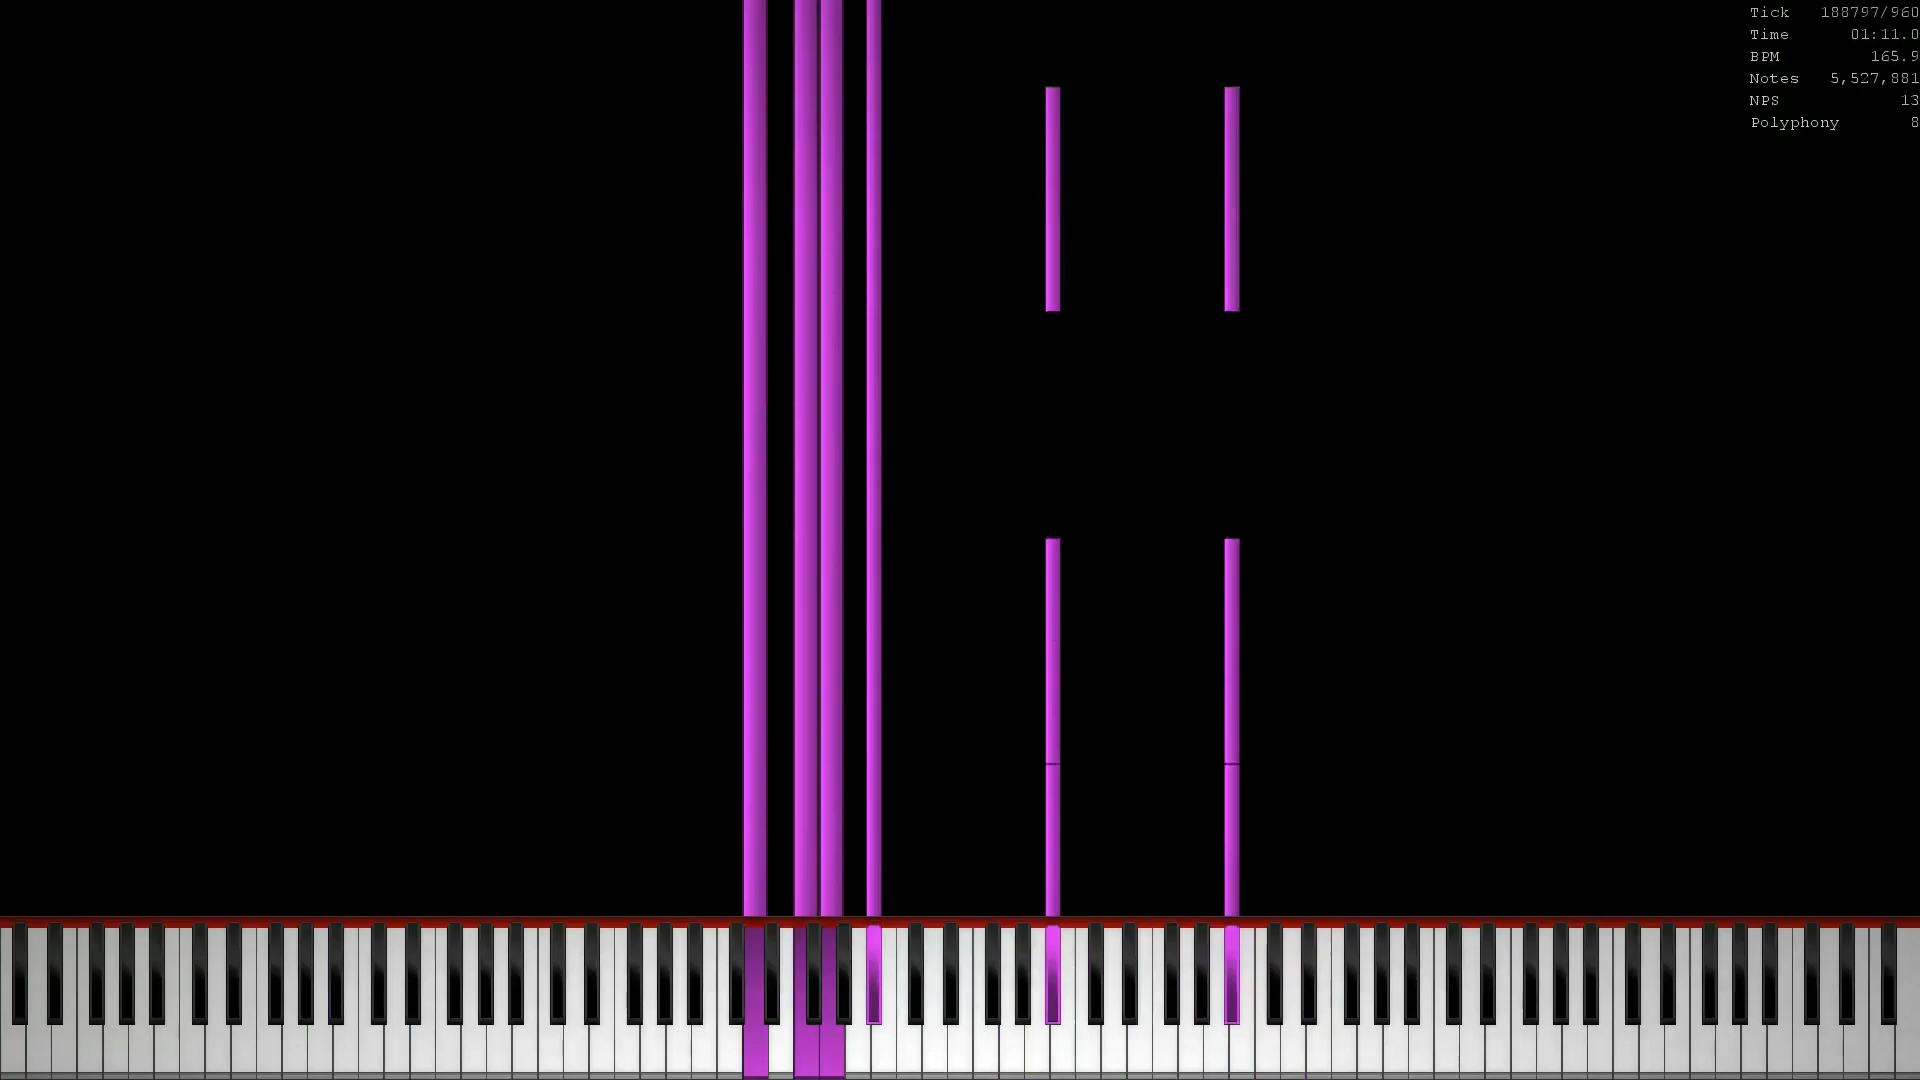 Tick 188797/960
Time 01:11.0
BPM 165.9
Notes 5,527,881
NPS 13
Polyphony 8